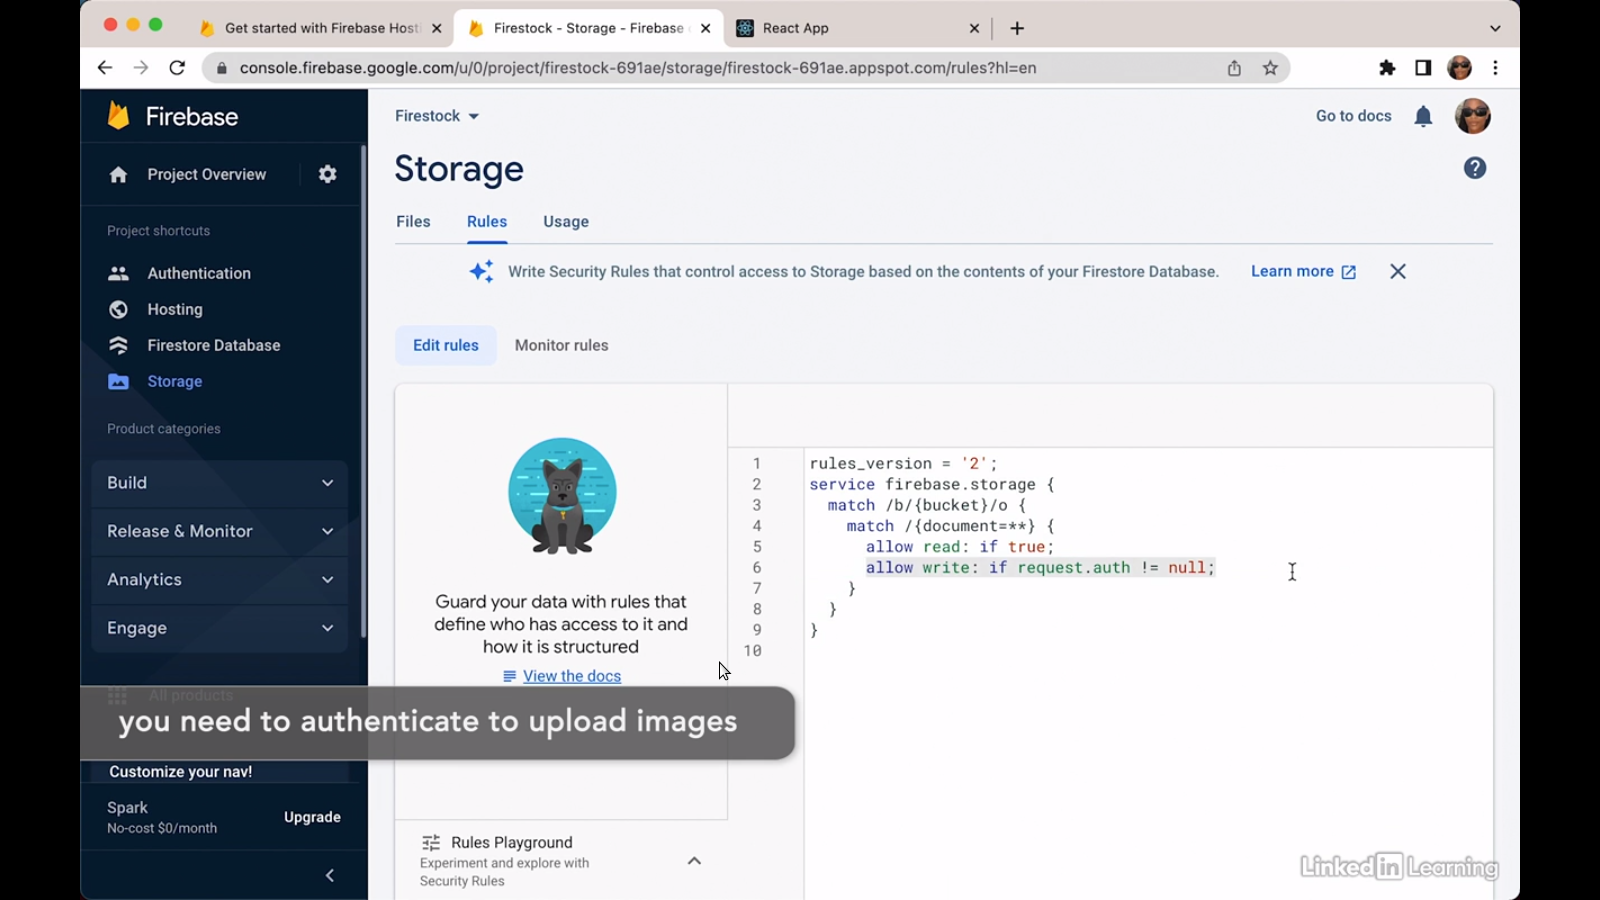 Get started with Firebase Hosti
Firestock - Storage - Firebase
React App
console.firebase.google.com/u/0/project/firestock-691ae/storage/firestock-691ae.appspot.com/rules?hl=en
Firebase
Firestock
Go to docs
Project Overview
Storage
Files
Rules
Usage
Project shortcuts
Write Security Rules that control access to Storage based on the contents of your Firestore Database.
Learn more
Authentication
Hosting
Firestore Database
Storage
Edit rules
Monitor rules
Product categories
Build
Release & Monitor
Analytics
Engage
All products
Guard your data with rules that
define who has access to it and
how it is structured
View the docs
1 rules_version = '2';
2 service firebase.storage {
3 match /b/{bucket}/o {
4 match /{document=**} {
5 allow read: if true;
6 allow write: if request.auth != null;
7 }
8 }
9 }
10
you need to authenticate to upload images
Customize your nav!
Spark
No-cost $0/month
Upgrade
Rules Playground
Experiment and explore with
Security Rules
Linked in Learning